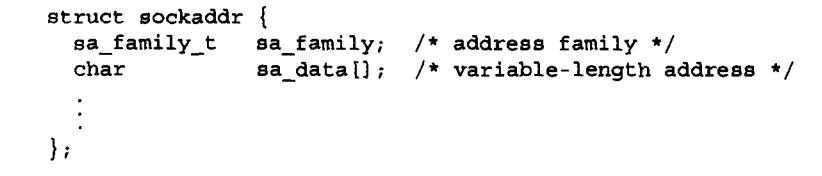 struct sockaddr {
sa_family_t sa_family; /* address family */
char sa_data[]; /* variable-length address */
.
.
.
};